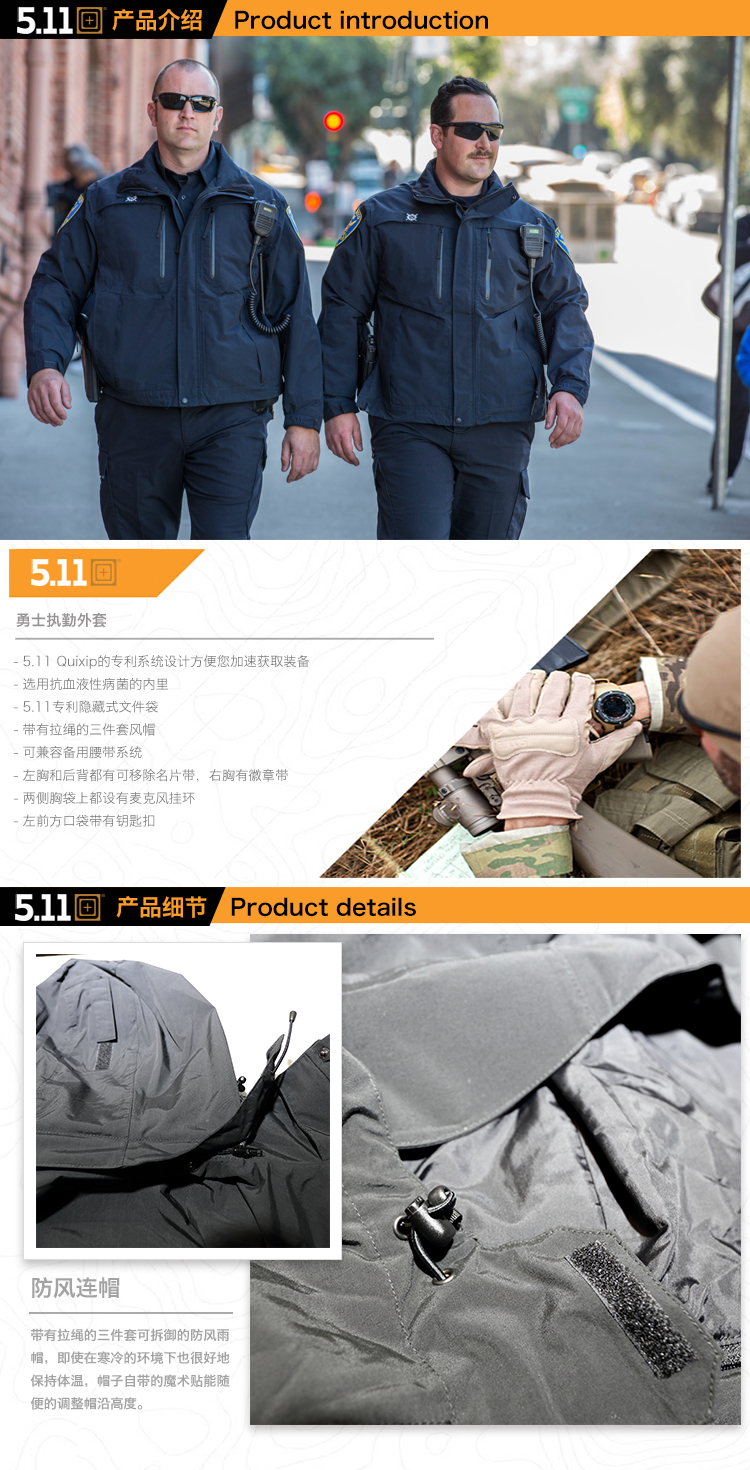 5.11 产品介绍 Product introduction
5.11
勇士执勤外套
- 5.11 Quixip的专利系统设计方便您加速获取装备
- 选用抗血液性病菌的内里
- 5.11专利隐藏式文件袋
- 带有拉绳的三件套风帽
- 可兼容备用腰带系统
- 左胸和后背都有可移除名片带，右胸有徽章带
- 两侧胸袋上都设有麦克风挂环
- 左前方口袋带有钥匙扣
5.11 产品细节 Product details
防风连帽
带有拉绳的三件套可拆御的防风雨
帽，即使在寒冷的环境下也很好地
保持体温，帽子自带的魔术贴能随
便的调整帽沿高度。